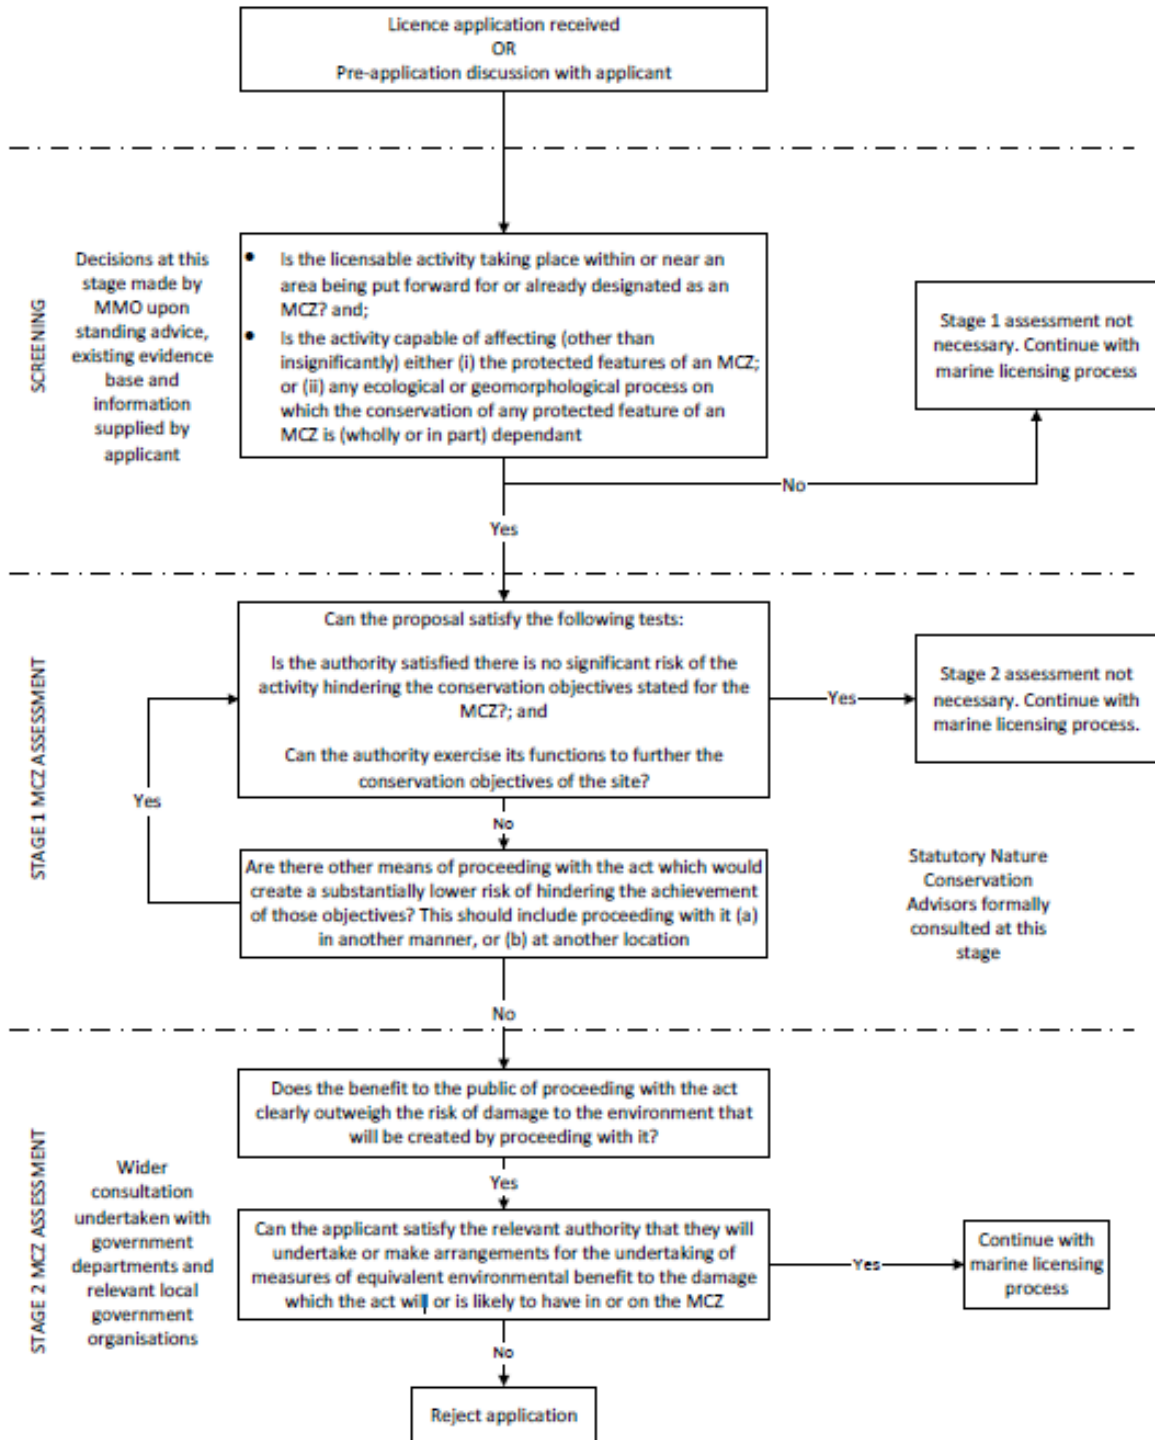 Licence application received
OR
Pre-application discussion with applicant
SCREENING
Decisions at this
stage made by
MMO upon
standing advice,
existing evidence
base and
information
supplied by
applicant
• Is the licensable activity taking place within or near an
area being put forward for or already designated as an
MCZ? and;
• Is the activity capable of affecting (other than
insignificantly) either (i) the protected features of an MCZ;
or (ii) any ecological or geomorphological process on
which the conservation of any protected feature of an
MCZ is (wholly or in part) dependant
Stage 1 assessment not
necessary. Continue with
marine licensing process
No
Yes
STAGE 1 MCZ ASSESSMENT
Can the proposal satisfy the following tests:
Is the authority satisfied there is no significant risk of the
activity hindering the conservation objectives stated for the
MCZ?; and
Can the authority exercise its functions to further the
conservation objectives of the site?
Yes
Stage 2 assessment not
necessary. Continue with
marine licensing process.
Yes
No
Are there other means of proceeding with the act which would
create a substantially lower risk of hindering the achievement
of those objectives? This should include proceeding with it (a)
in another manner, or (b) at another location
Statutory Nature
Conservation
Advisors formally
consulted at this
stage
No
STAGE 2 MCZ ASSESSMENT
Wider
consultation
undertaken with
government
departments and
relevant local
government
organisations
Does the benefit to the public of proceeding with the act
clearly outweigh the risk of damage to the environment that
will be created by proceeding with it?
Yes
Can the applicant satisfy the relevant authority that they will
undertake or make arrangements for the undertaking of
measures of equivalent environmental benefit to the damage
which the act will or is likely to have in or on the MCZ
Yes
Continue with
marine licensing
process
No
Reject application